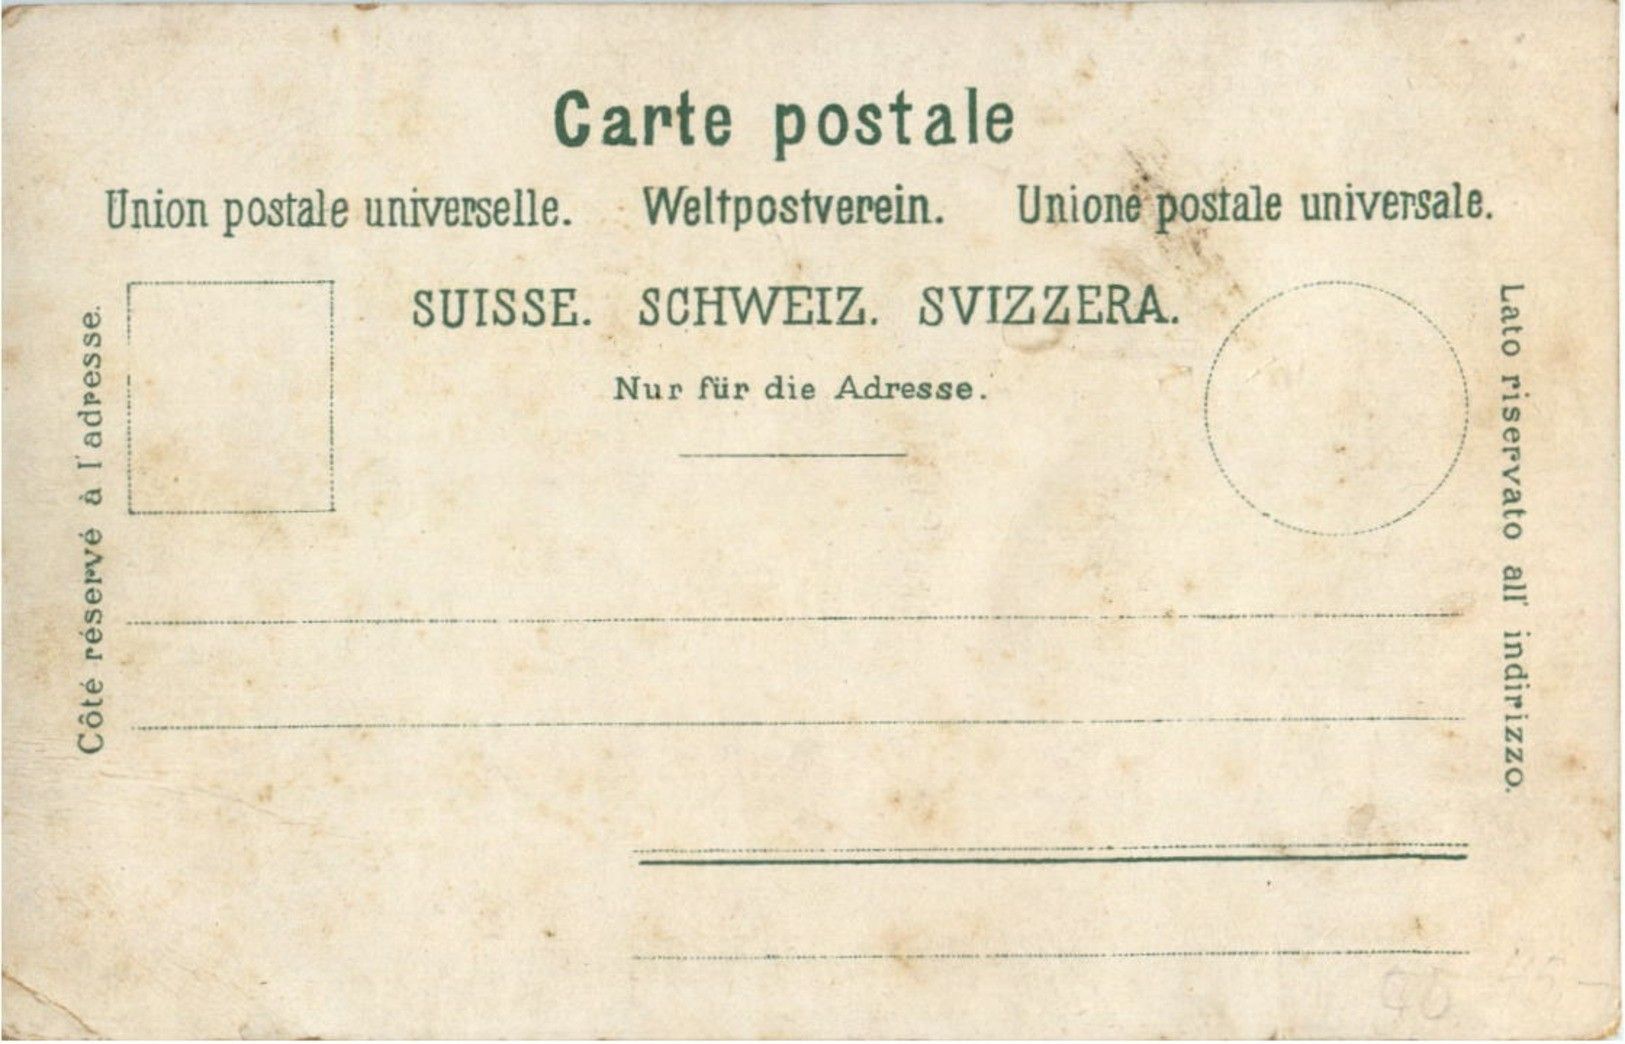 Carte postale
Union postale universelle. Weltpostverein. Unione postale universale.
SUISSE. SCHWEIZ. SVIZZERA.
Nur für die Adresse.
Côté réservé à l'adresse.
Lato riservato all' indirizzo.